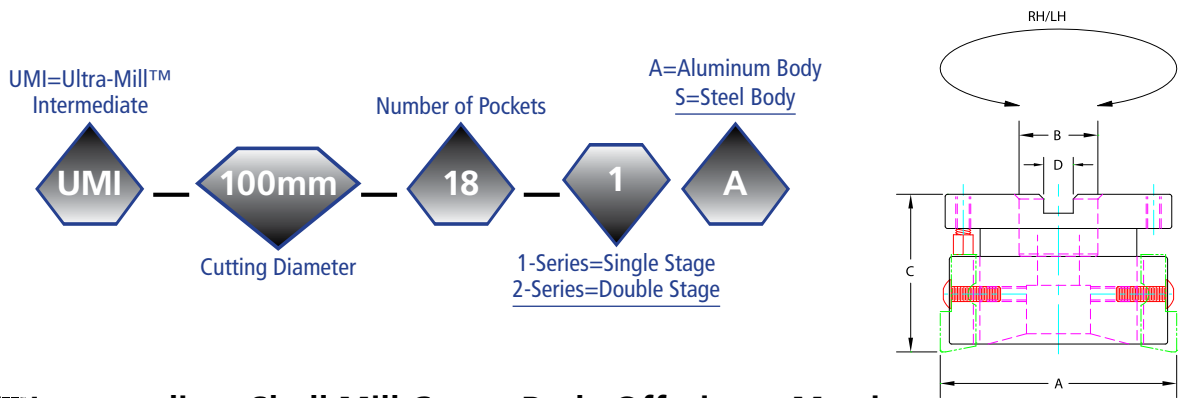 UMI=Ultra-Mill™
Intermediate
Number of Pockets
A=Aluminum Body
S=Steel Body
UMI — 100mm — 18 — 1 A
Cutting Diameter
1-Series=Single Stage
2-Series=Double Stage
RH/LH
B
D
C
A